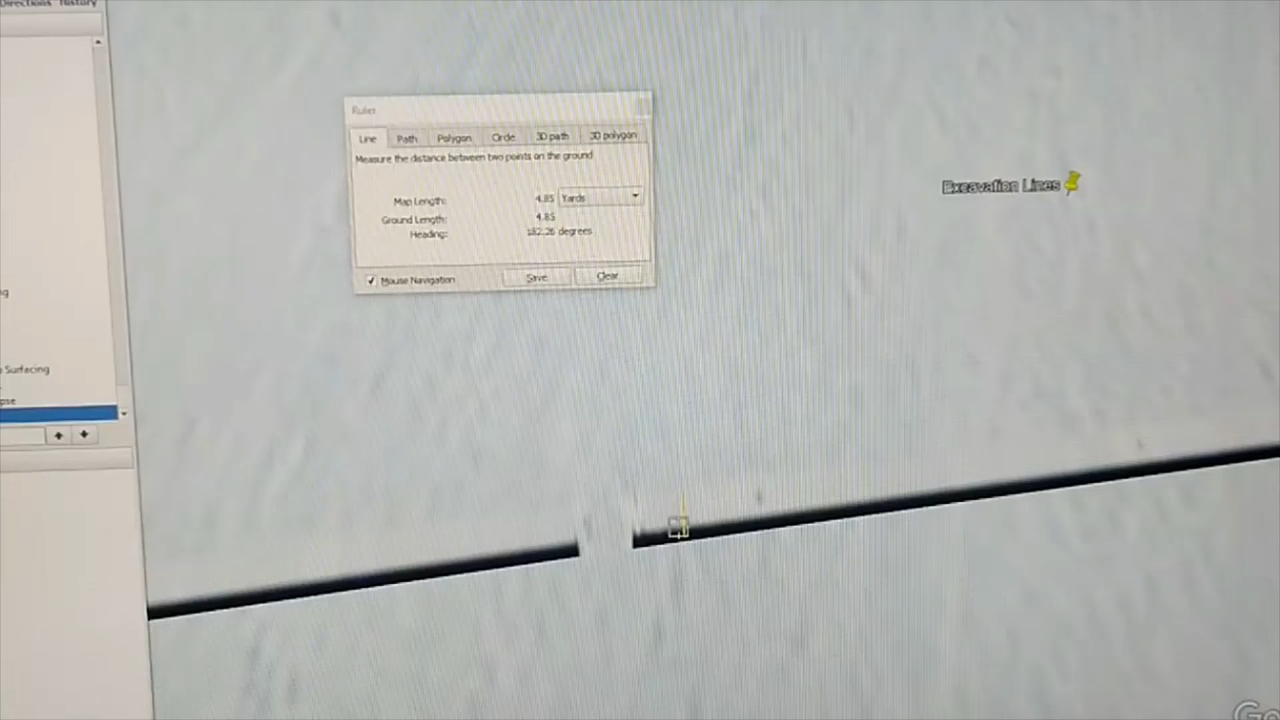 Directions History
Ruler
Line Path Polygon Circle 3D path 3D polygon
Measure the distance between two points on the ground
Map Length: 4.85 Yards
Ground Length: 4.85
Heading: 182.26 degrees
Mouse Navigation Save Clear
Excavation Lines
g
Surfacing
pse
Go